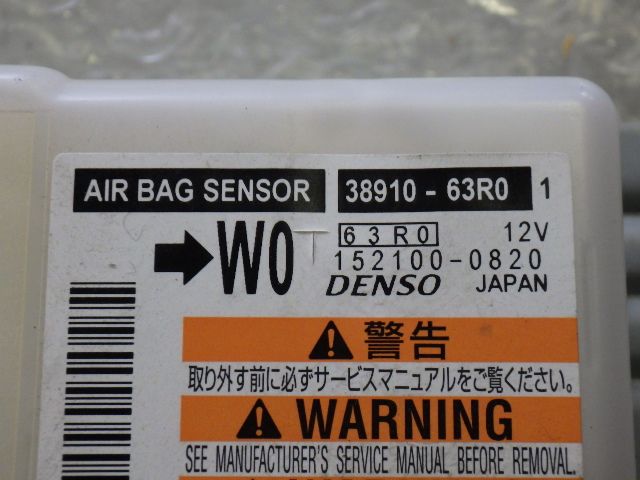 AIR BAG SENSOR 38910 - 63R0 1
63R0 12V
W0 152100-0820
DENSO JAPAN
警告
取り外す前に必ずサービスマニュアルをご覧ください。
WARNING
SEE MANUFACTURER'S SERVICE MANUAL BEFORE REMOVAL.